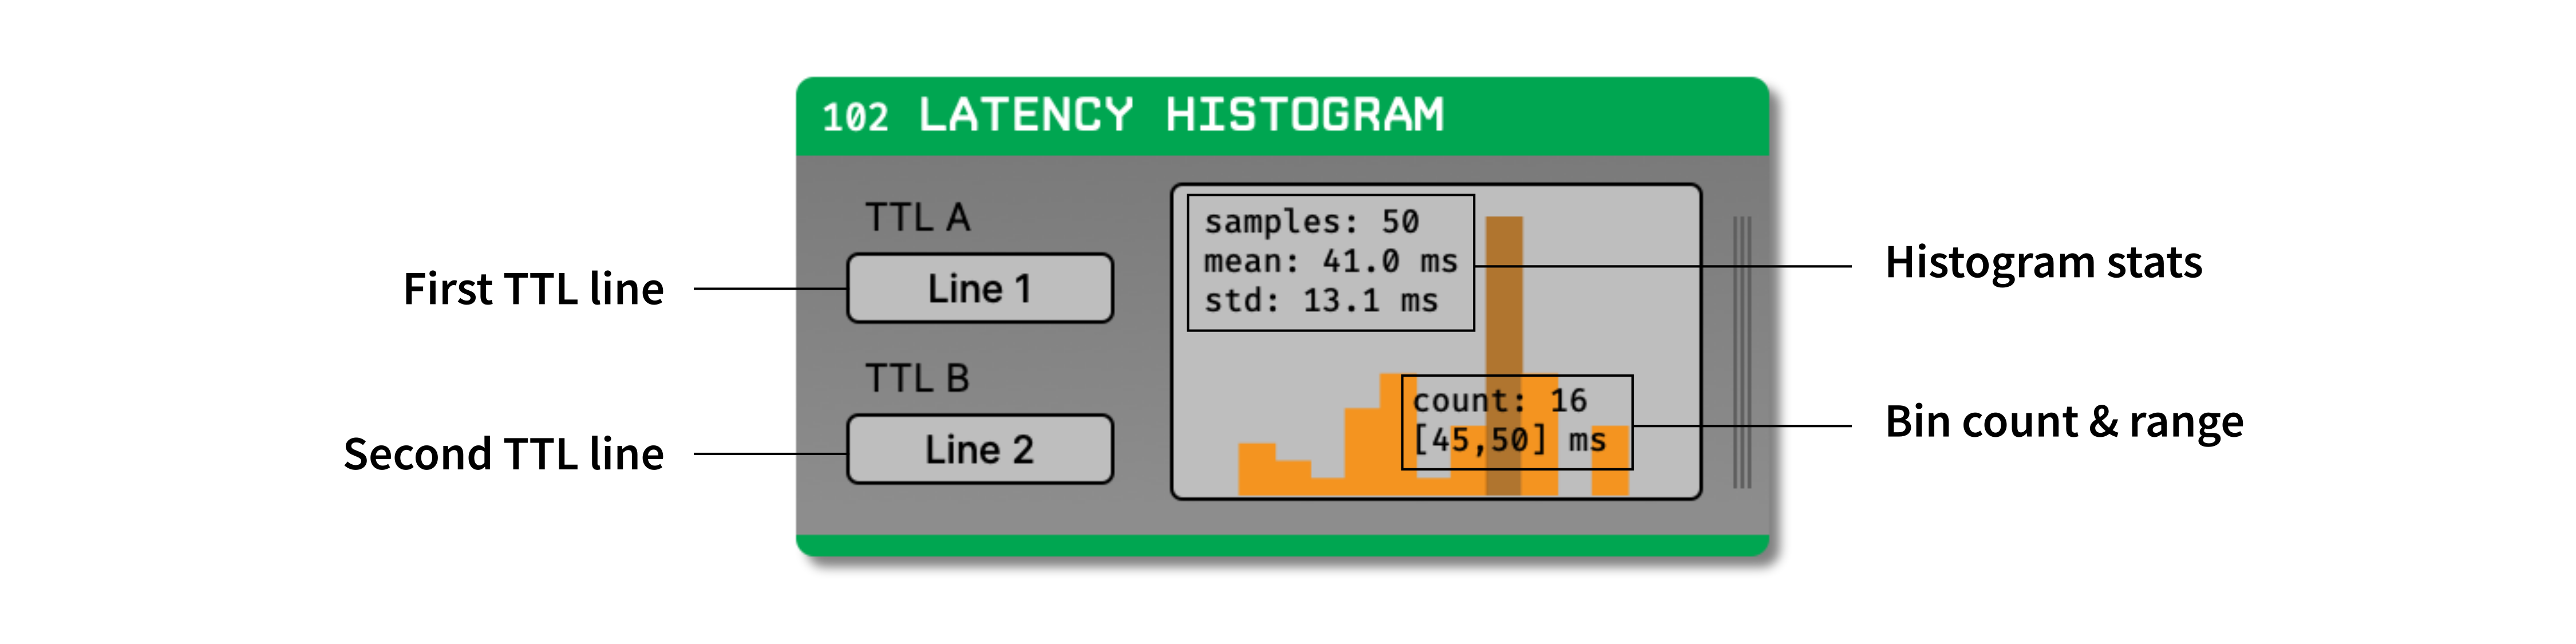 102 LATENCY HISTOGRAM
TTL A
First TTL line
Line 1
TTL B
Second TTL line
Line 2
samples: 50
mean: 41.0 ms
std: 13.1 ms
Histogram stats
count: 16
[45,50] ms
Bin count & range